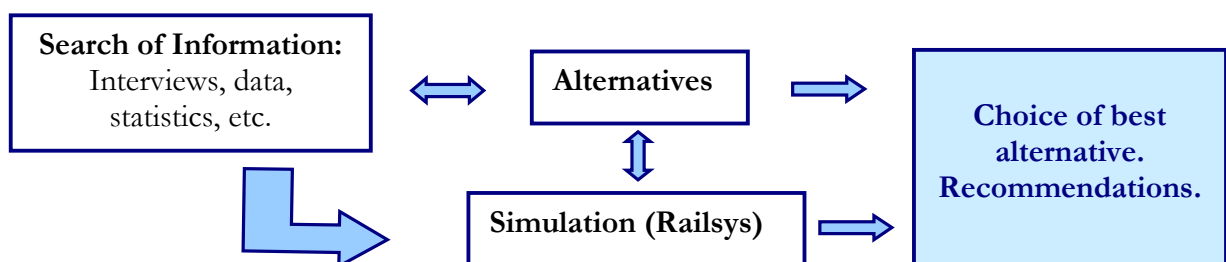 Search of Information:
Interviews, data,
statistics, etc.
Alternatives
Choice of best
alternative.
Recommendations.
Simulation (Railsys)